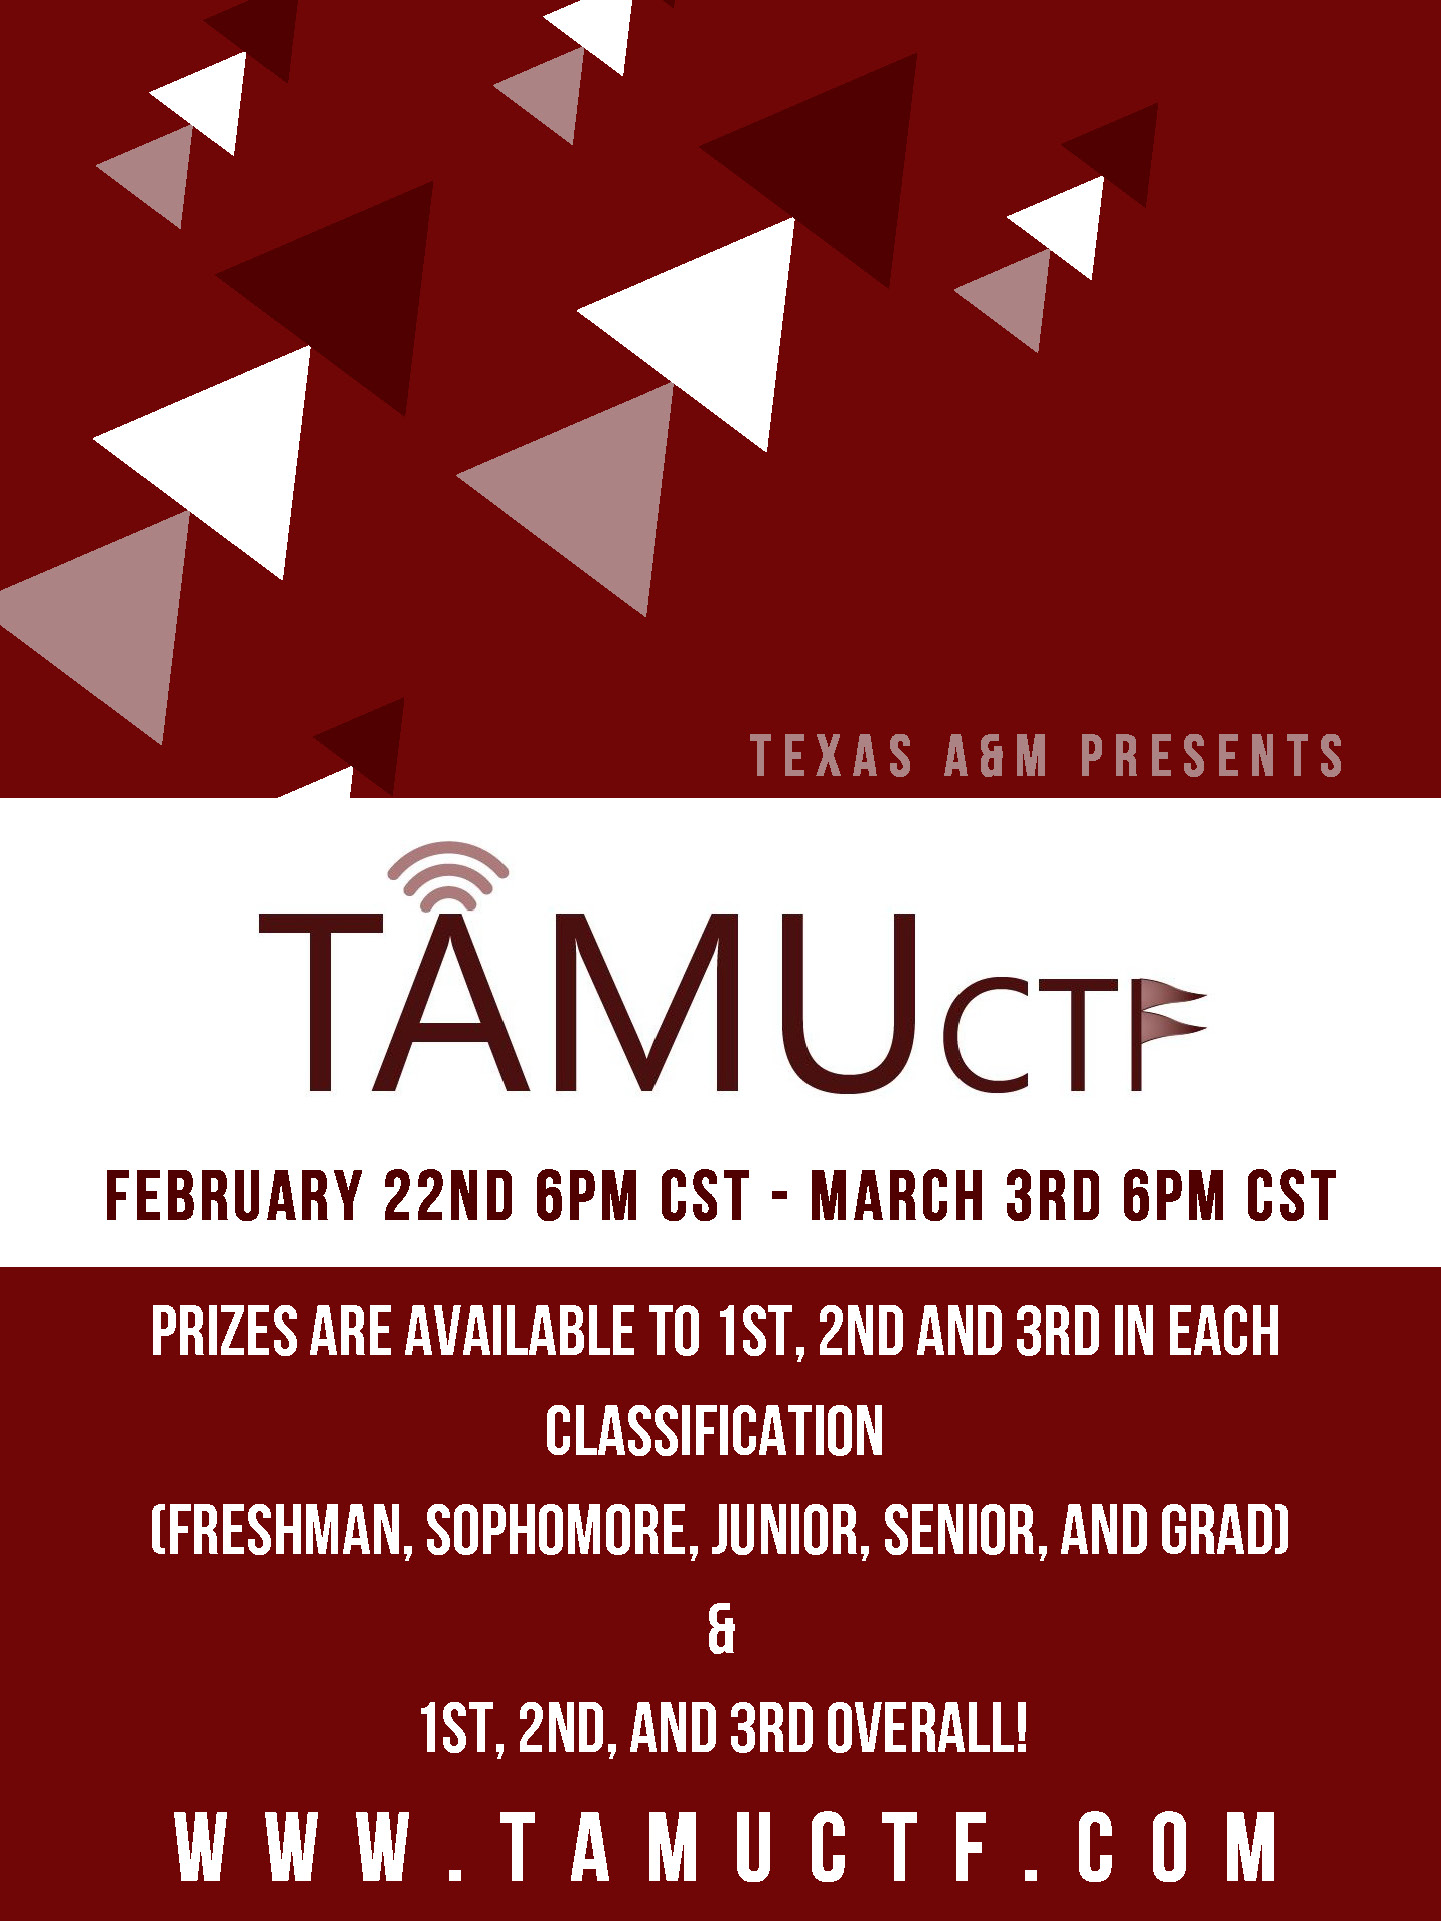 TEXAS A&M PRESENTS
TAMUCTF
FEBRUARY 22ND 6PM CST - MARCH 3RD 6PM CST
PRIZES ARE AVAILABLE TO 1ST, 2ND AND 3RD IN EACH
CLASSIFICATION
(FRESHMAN, SOPHOMORE, JUNIOR, SENIOR, AND GRAD)
&
1ST, 2ND, AND 3RD OVERALL!
WWW.TAMUCTF.COM